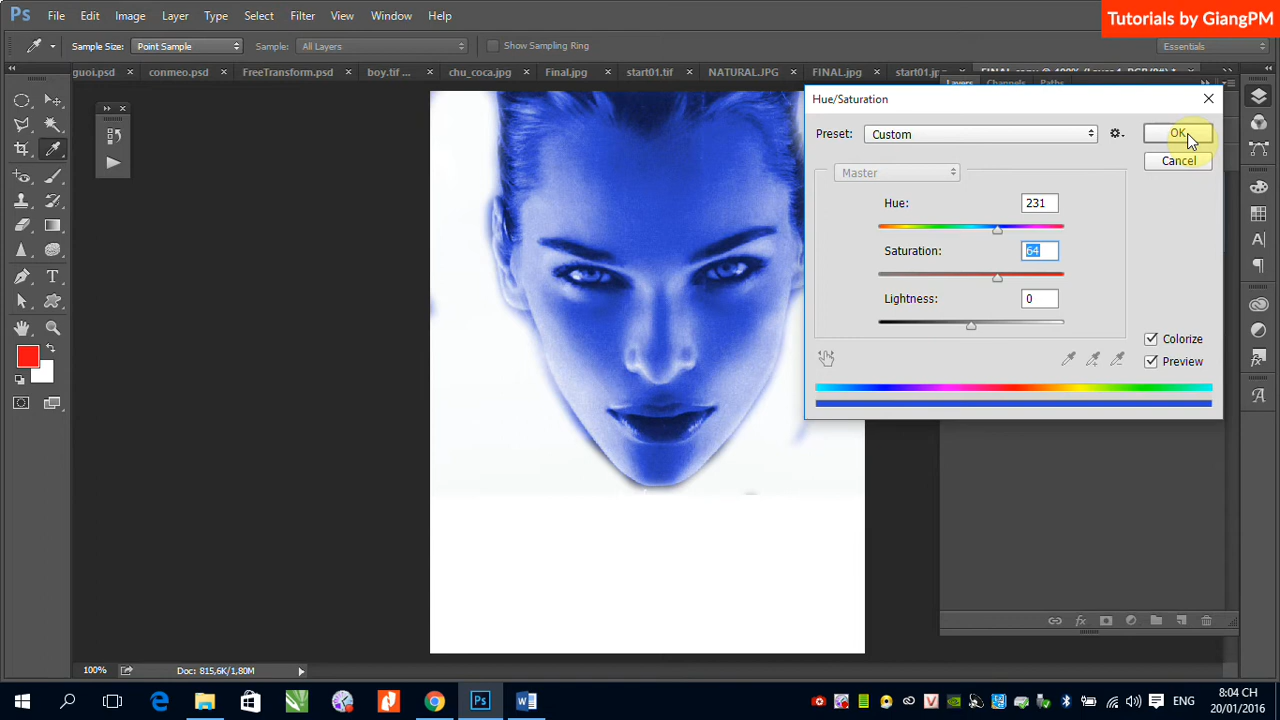 Ps File Edit Image Layer Type Select Filter View Window Help
Tutorials by GiangPM
Sample Size: Point Sample Sample: All Layers Show Sampling Ring Essentials
guoi.psd × conmeo.psd × FreeTransform.psd × boy.tif ... × chu_coca.jpg × Final.jpg × start01.tif × NATURAL.JPG × FINAL.jpg × start01.jp
Layers Channels Paths
Hue/Saturation
Preset: Custom OK
Cancel
Master
Hue: 231
Saturation: 64
Lightness: 0
Colorize
Preview
100% Doc: 815,6K/1,80M
ENG 8:04 CH
20/01/2016